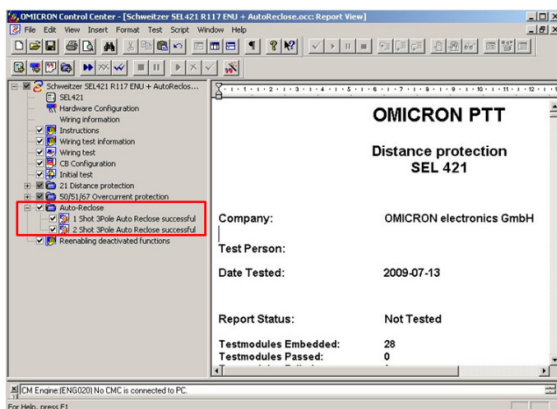 OMICRON Control Center - [Schweitzer SEL421 R117 ENU + AutoReclose.occ: Report View]
File Edit View Insert Format Test Script Window Help
Schweitzer SEL421 R117 ENU + AutoReclos...
SEL421
Hardware Configuration
Wiring information
Instructions
Wiring test information
Wiring test
CB Configuration
Initial test
21 Distance protection
50/51/67 Overcurrent protection
Auto-Reclose
1 Shot 3Pole Auto Reclose successful
2 Shot 3Pole Auto Reclose successful
Reenabling deactivated functions
OMICRON PTT
Distance protection
SEL 421
Company: OMICRON electronics GmbH
Test Person:
Date Tested: 2009-07-13
Report Status: Not Tested
Testmodules Embedded: 28
Testmodules Passed: 0
CM Engine:(ENG020) No CMC is connected to PC.
For Help, press F1